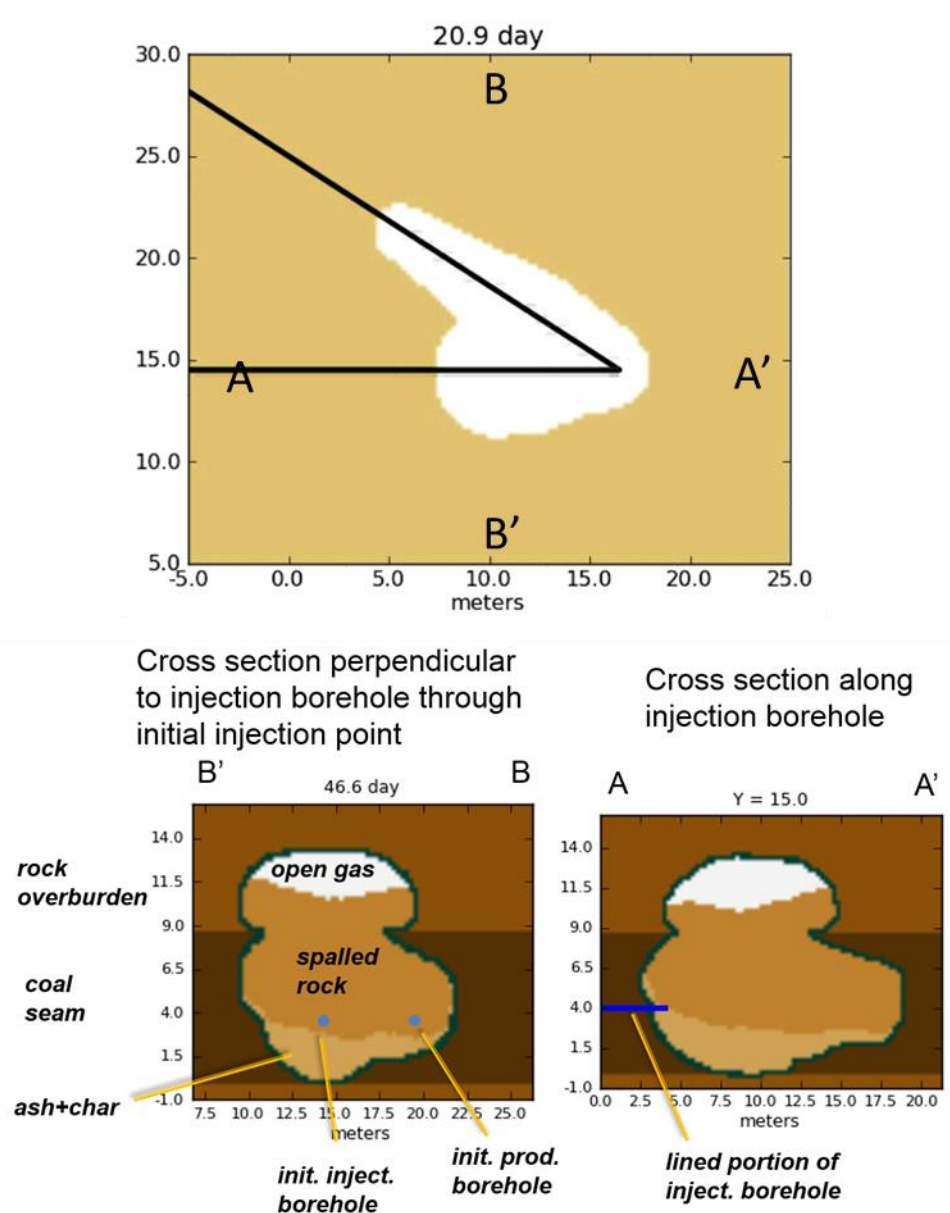 20.9 day
30.0
B
25.0
20.0
15.0
A
A’
10.0
B’
5.0
-5.0 0.0 5.0 10.0 15.0 20.0 25.0
meters
Cross section perpendicular
to injection borehole through
initial injection point
Cross section along
injection borehole
B’
B
46.6 day
A
A’
Y = 15.0
14.0
11.5
9.0
6.5
4.0
1.5
-1.0
rock
overburden
coal
seam
ash+char
open gas
spalled
rock
7.5 10.0 12.5 15.0 17.5 20.0 22.5 25.0
meters
14.0
11.5
9.0
6.5
4.0
1.5
-1.0
0.0 2.5 5.0 7.5 10.0 12.5 15.0 17.5 20.0
meters
init. inject.
borehole
init. prod.
borehole
lined portion of
inject. borehole